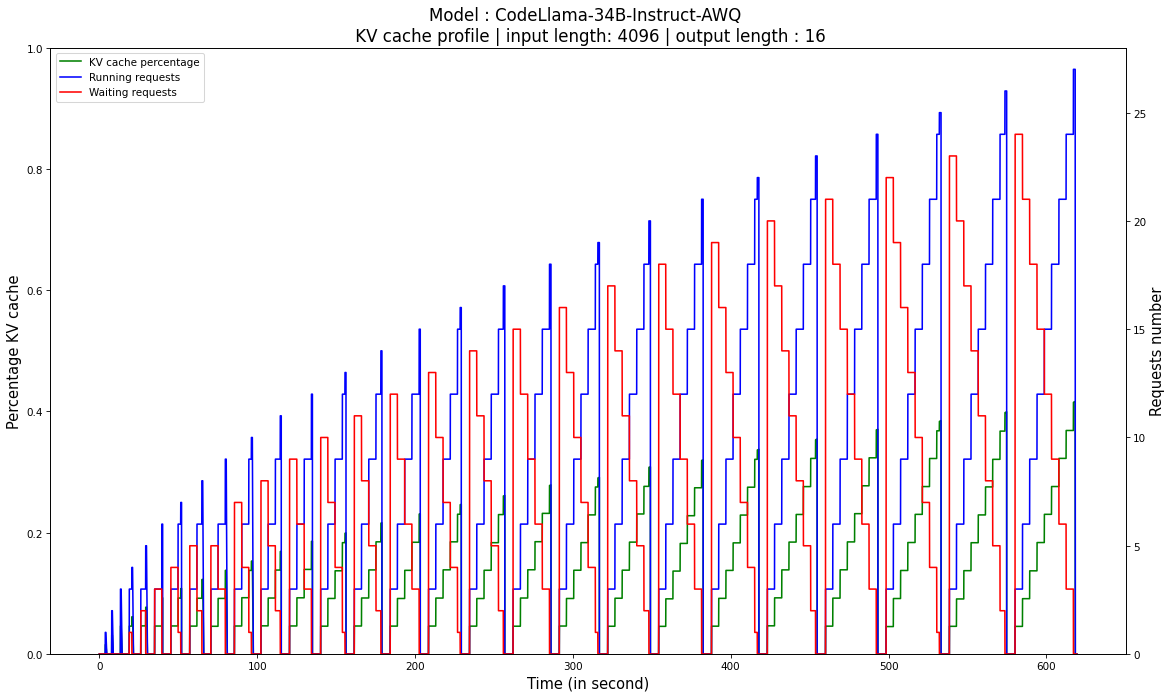 Model : CodeLlama-34B-Instruct-AWQ
KV cache profile | input length: 4096 | output length : 16
KV cache percentage
Running requests
Waiting requests
Percentage KV cache
1.0
0.8
0.6
0.4
0.2
0.0
25
20
15
10
5
0
Requests number
0 100 200 300 400 500 600
Time (in second)